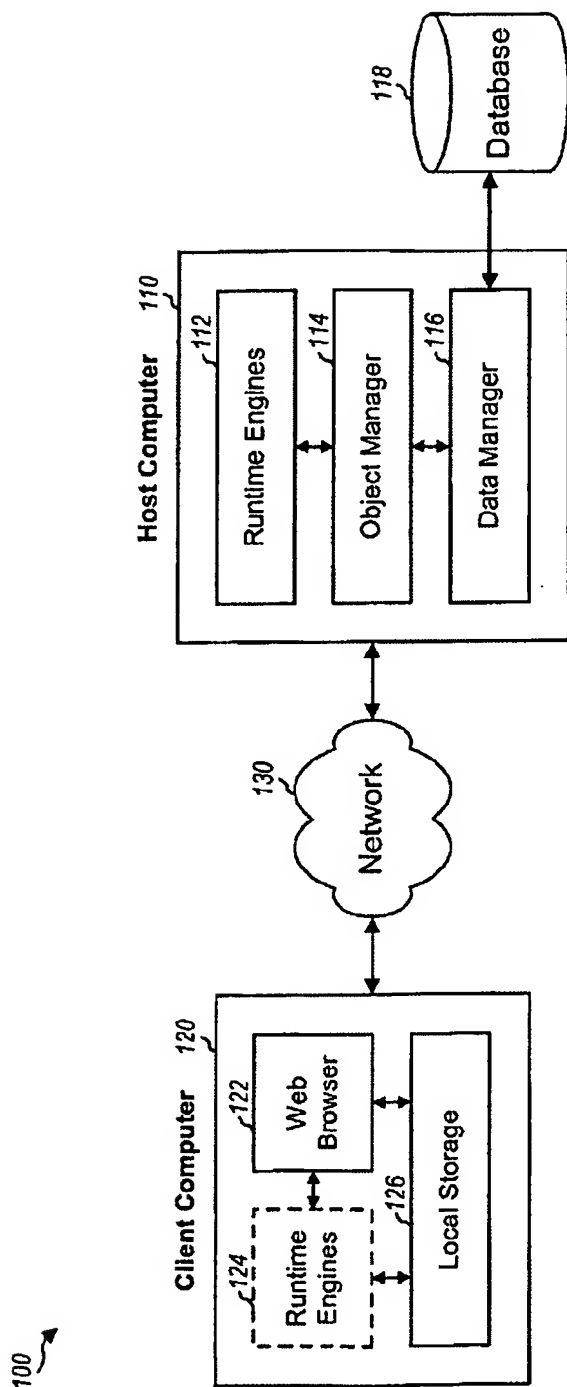 100
Client Computer
120
124
Runtime
Engines
122
Web
Browser
126
Local Storage
130
Network
Host Computer
110
112
Runtime Engines
114
Object Manager
116
Data Manager
118
Database